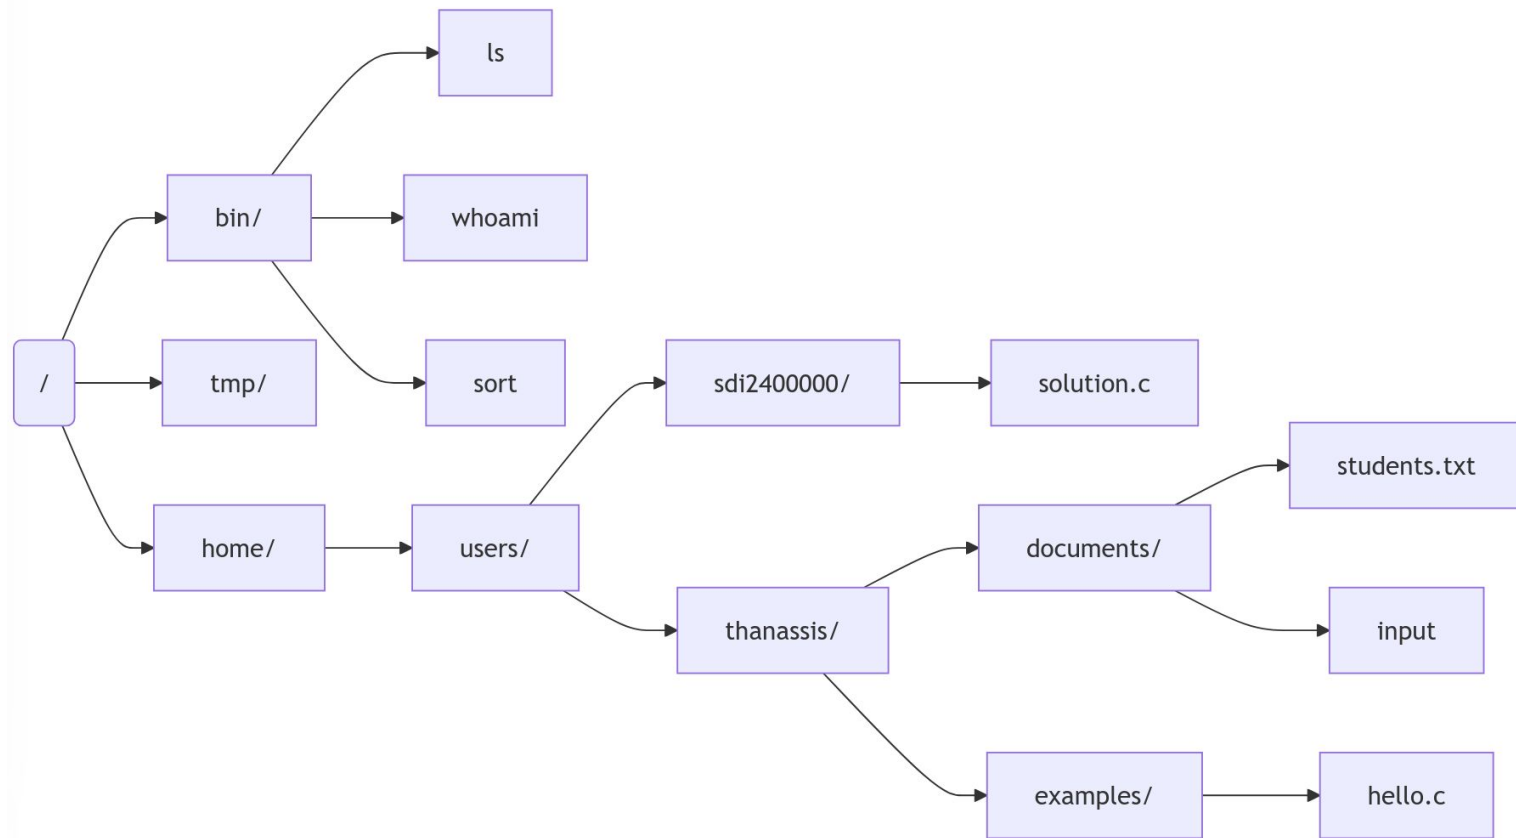 ls
bin/
whoami
/
tmp/
sort
sdi2400000/
solution.c
students.txt
home/
users/
documents/
thanassis/
input
examples/
hello.c